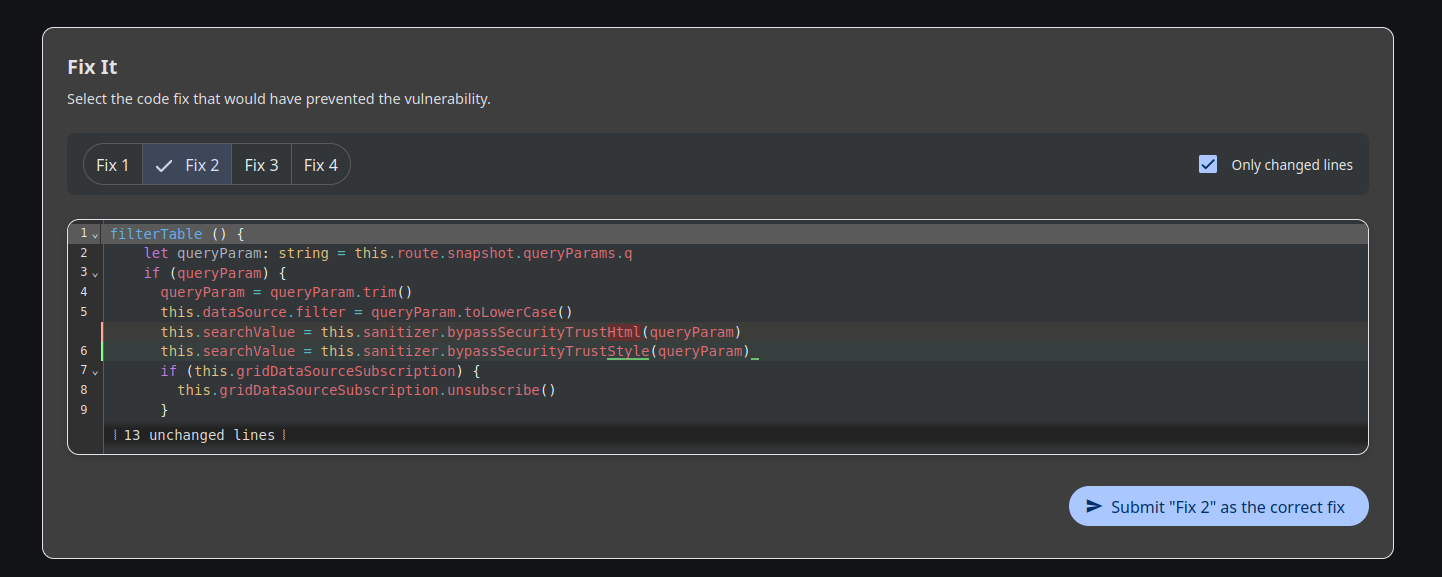 Fix It
Select the code fix that would have prevented the vulnerability.
Fix 1 Fix 2 Fix 3 Fix 4 Only changed lines
1 filterTable () {
2 let queryParam: string = this.route.snapshot.queryParams.q
3 if (queryParam) {
4 queryParam = queryParam.trim()
5 this.dataSource.filter = queryParam.toLowerCase()
this.searchValue = this.sanitizer.bypassSecurityTrustHtml(queryParam)
6 this.searchValue = this.sanitizer.bypassSecurityTrustStyle(queryParam)
7 if (this.gridDataSourceSubscription) {
8 this.gridDataSourceSubscription.unsubscribe()
9 }
13 unchanged lines
Submit "Fix 2" as the correct fix